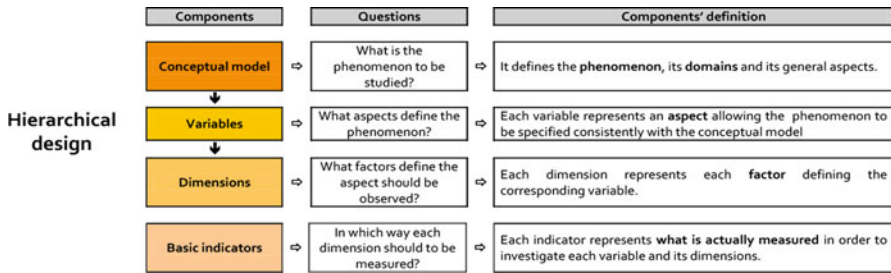 Components
Questions
Components' definition
Hierarchical
design
Conceptual model
What is the
phenomenon to be
studied?
It defines the phenomenon, its domains and its general aspects.
Variables
What aspects define the
phenomenon?
Each variable represents an aspect allowing the phenomenon to
be specified consistently with the conceptual model
Dimensions
What factors define the
aspect should be
observed?
Each dimension represents each factor defining the
corresponding variable.
Basic indicators
In which way each
dimension should to be
measured?
Each indicator represents what is actually measured in order to
investigate each variable and its dimensions.